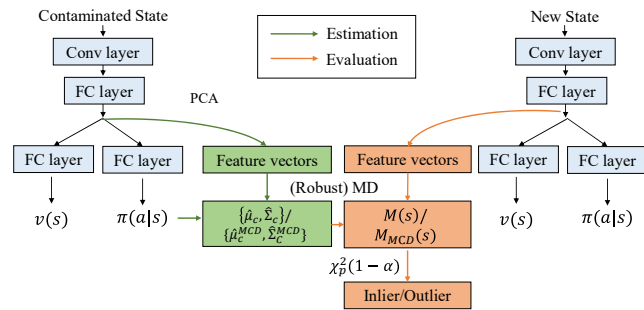 Contaminated State
New State
Estimation
Evaluation
Conv layer
Conv layer
FC layer
FC layer
PCA
FC layer
FC layer
Feature vectors
Feature vectors
FC layer
FC layer
(Robust) MD
v(s)
π(a|s)
{μ̂_c, Σ̂_c}/
{μ̂_c^{MCD}, Σ̂_C^{MCD}}
M(s)/
M_{MCD}(s)
v(s)
π(a|s)
χ_p^2(1 − α)
Inlier/Outlier